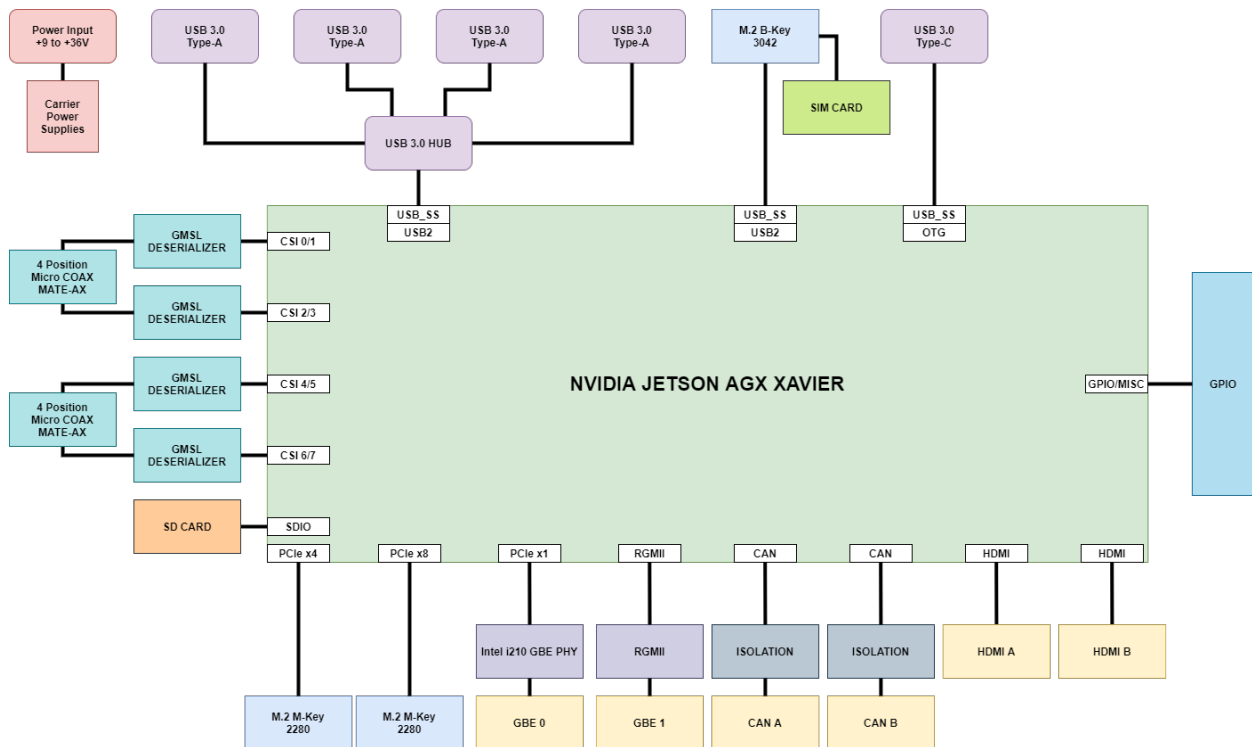 Power Input
+9 to +36V
USB 3.0
Type-A
USB 3.0
Type-A
USB 3.0
Type-A
USB 3.0
Type-A
M.2 B-Key
3042
USB 3.0
Type-C
Carrier
Power
Supplies
USB 3.0 HUB
SIM CARD
USB_SS
USB2
USB_SS
USB2
USB_SS
OTG
GMSL
DESERIALIZER
CSI 0/1
4 Position
Micro COAX
MATE-AX
GMSL
DESERIALIZER
CSI 2/3
GMSL
DESERIALIZER
CSI 4/5
NVIDIA JETSON AGX XAVIER
GPIO/MISC
GPIO
4 Position
Micro COAX
MATE-AX
GMSL
DESERIALIZER
CSI 6/7
SD CARD
SDIO
PCIe x4
PCIe x8
PCIe x1
RGMII
CAN
CAN
HDMI
HDMI
Intel i210 GBE PHY
RGMII
ISOLATION
ISOLATION
HDMI A
HDMI B
M.2 M-Key
2280
M.2 M-Key
2280
GBE 0
GBE 1
CAN A
CAN B